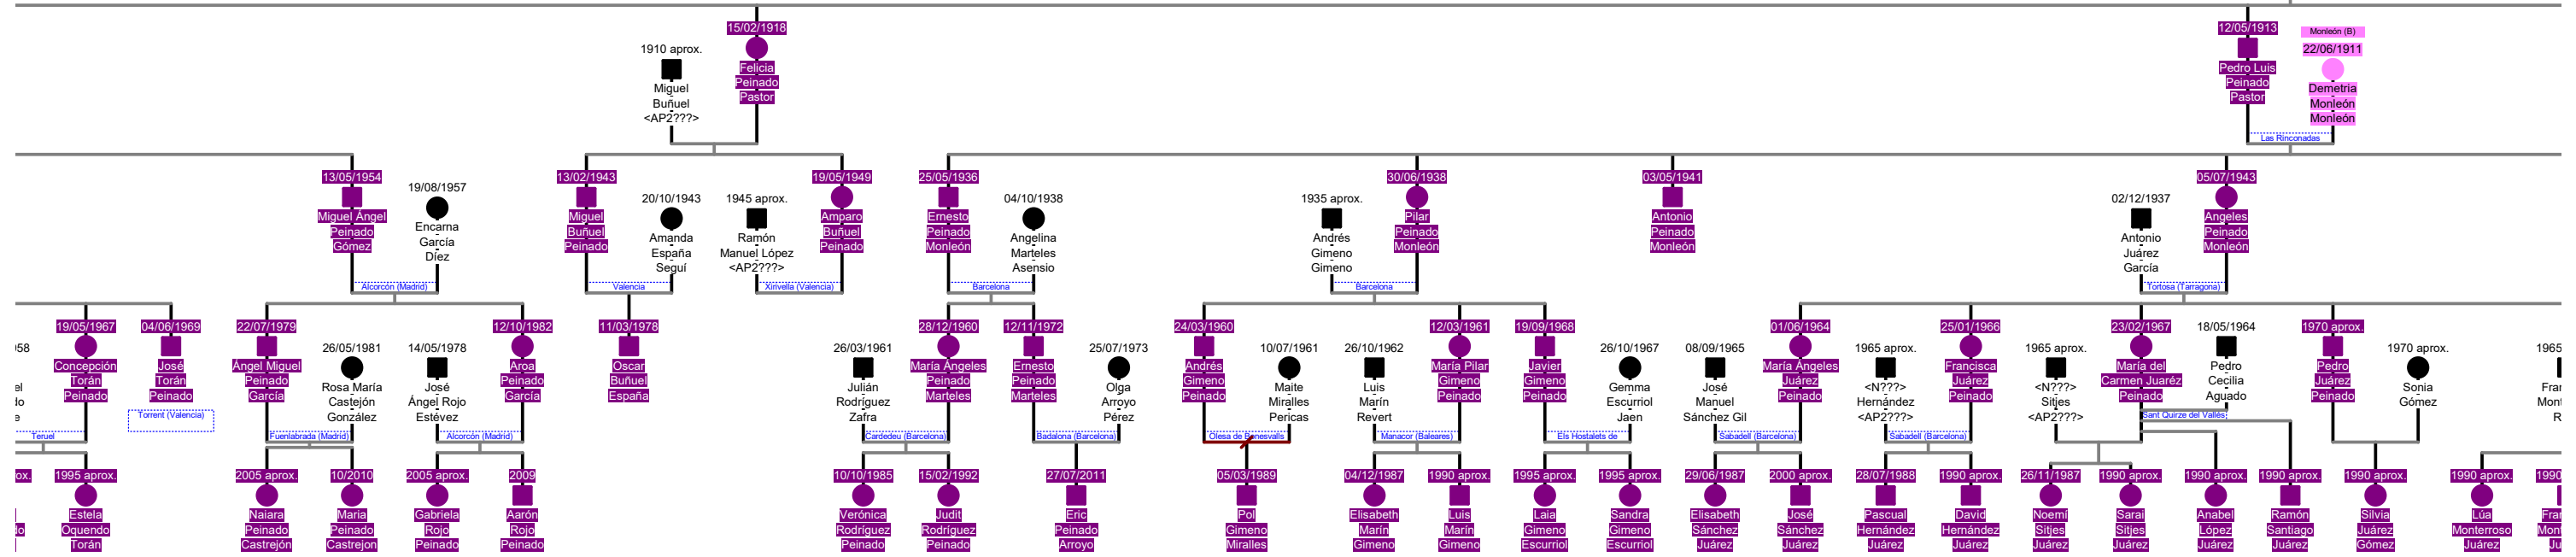 15/02/1918
Felicia
Peinado
Pastor
1910 aprox.
Miguel
Buñuel
<AP2???>
12/05/1913
Pedro Luis
Peinado
Pastor
Monleón (B)
22/06/1911
Demetria
Monleón
Monleón
Las Rinconadas
13/05/1954
Miguel Ángel
Peinado
Gómez
19/08/1957
Encarna
García
Díez
Alcorcón (Madrid)
13/02/1943
Miguel
Buñuel
Peinado
20/10/1943
Amanda
España
Seguí
Valencia
1945 aprox.
Ramón
Manuel López
<AP2???>
19/05/1949
Amparo
Buñuel
Peinado
Xirivella (Valencia)
25/05/1936
Ernesto
Peinado
Monleón
04/10/1938
Angelina
Marteles
Asensio
Barcelona
1935 aprox.
Andrés
Gimeno
Gimeno
30/06/1938
Pilar
Peinado
Monleón
Barcelona
03/05/1941
Antonio
Peinado
Monleón
02/12/1937
Antonio
Juárez
García
05/07/1943
Angeles
Peinado
Monleón
Tortosa (Tarragona)
58
el
do
e
19/05/1967
Concepción
Torán
Peinado
Teruel
04/06/1969
José
Torán
Peinado
Torrent (Valencia)
22/07/1979
Ángel Miguel
Peinado
García
26/05/1981
Rosa María
Castejón
González
Fuenlabrada (Madrid)
14/05/1978
José
Ángel Rojo
Estévez
12/10/1982
Aroa
Peinado
García
Alcorcón (Madrid)
11/03/1978
Oscar
Buñuel
España
26/03/1961
Julián
Rodríguez
Zafra
28/12/1960
María Ángeles
Peinado
Marteles
Cardedeu (Barcelona)
12/11/1972
Ernesto
Peinado
Marteles
25/07/1973
Olga
Arroyo
Pérez
Badalona (Barcelona)
24/03/1960
Andrés
Gimeno
Peinado
10/07/1961
Maite
Miralles
Pericas
Olesa de Bonesvalls
26/10/1962
Luis
Marín
Revert
12/03/1961
María Pilar
Gimeno
Peinado
Manacor (Baleares)
19/09/1968
Javier
Gimeno
Peinado
26/10/1967
Gemma
Escurriol
Jaen
Els Hostalets de
08/09/1965
José
Manuel
Sánchez Gil
01/06/1964
María Ángeles
Juárez
Peinado
Sabadell (Barcelona)
1965 aprox.
<N???>
Hernández
<AP2???>
25/01/1966
Francisca
Juárez
Peinado
Sabadell (Barcelona)
1965 aprox.
<N???>
Sitjes
<AP2???>
23/02/1967
María del
Carmen Juaréz
Peinado
18/05/1964
Pedro
Cecilia
Aguado
Sant Quirze del Vallés
1970 aprox.
Pedro
Juárez
Peinado
1970 aprox.
Sonia
Gómez
1965
Fran
Mont
R
ox.
do
1995 aprox.
Estela
Oquendo
Torán
2005 aprox.
Naiara
Peinado
Castrejón
10/2010
Maria
Peinado
Castrejon
2005 aprox.
Gabriela
Rojo
Peinado
2009
Aarón
Rojo
Peinado
10/10/1985
Verónica
Rodríguez
Peinado
15/02/1992
Judit
Rodríguez
Peinado
27/07/2011
Eric
Peinado
Arroyo
05/03/1989
Pol
Gimeno
Miralles
04/12/1987
Elisabeth
Marín
Gimeno
1990 aprox.
Luis
Marín
Gimeno
1995 aprox.
Laia
Gimeno
Escurriol
1995 aprox.
Sandra
Gimeno
Escurriol
29/06/1987
Elisabeth
Sánchez
Juárez
2000 aprox.
José
Sánchez
Juárez
28/07/1988
Pascual
Hernández
Juárez
1990 aprox.
David
Hernández
Juárez
26/11/1987
Noemí
Sitjes
Juárez
1990 aprox.
Sarai
Sitjes
Juárez
1990 aprox.
Anabel
López
Juárez
1990 aprox.
Ramón
Santiago
Juárez
1990 aprox.
Silvia
Juárez
Gómez
1990 aprox.
Lúa
Monterroso
Juárez
1990
Fran
Mont
Ju